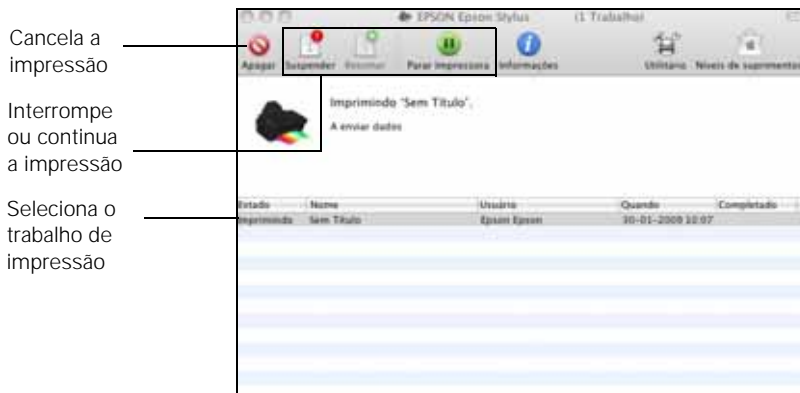 Cancela a
impressão
Interrompe
ou continua
a impressão
Seleciona o
trabalho de
impressão
EPSON Epson Stylus (1 Trabalho)
Apagar Suspender Retomar Parar Impressora Informações Utilitário Níveis de suprimentos
Imprimindo 'Sem Título'.
A enviar dados
Estado Nome Usuário Quando Completado
Imprimindo Sem Título Epson Epson 30-01-2009 10:07